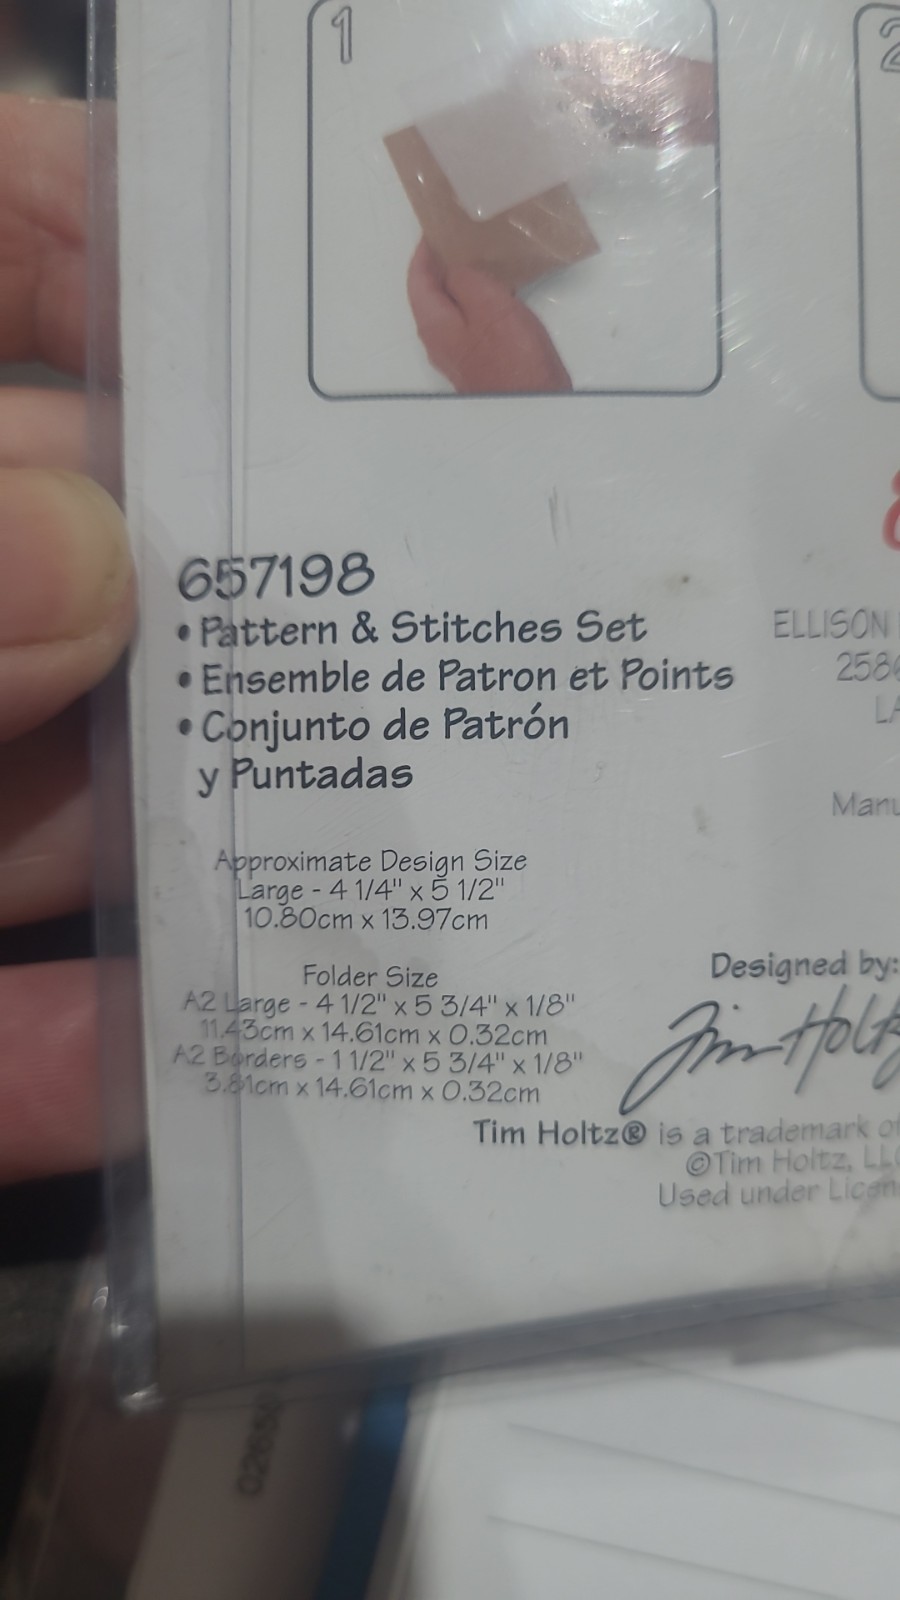 1
657198
• Pattern & Stitches Set
• Ensemble de Patron et Points
• Conjunto de Patrón
y Puntadas
Approximate Design Size
Large - 4 1/4" x 5 1/2"
10.80cm x 13.97cm
Folder Size
A2 Large - 4 1/2" x 5 3/4" x 1/8"
11.43cm x 14.61cm x 0.32cm
A2 Borders - 1 1/2" x 5 3/4" x 1/8"
3.81cm x 14.61cm x 0.32cm
ELLISON
Designed by:
Tim Holtz
Tim Holtz® is a trademark of
©Tim Holtz, LLC
Used under